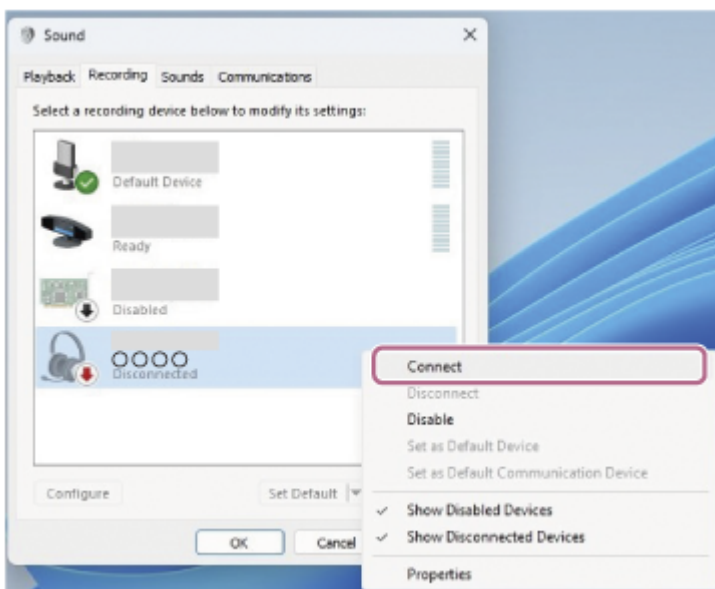 Sound
Playback Recording Sounds Communications
Select a recording device below to modify its settings:
Default Device
Ready
Disabled
OOOO
Disconnected
Connect
Disconnect
Disable
Set as Default Device
Set as Default Communication Device
Configure
Set Default
Show Disabled Devices
Show Disconnected Devices
OK Cancel
Properties